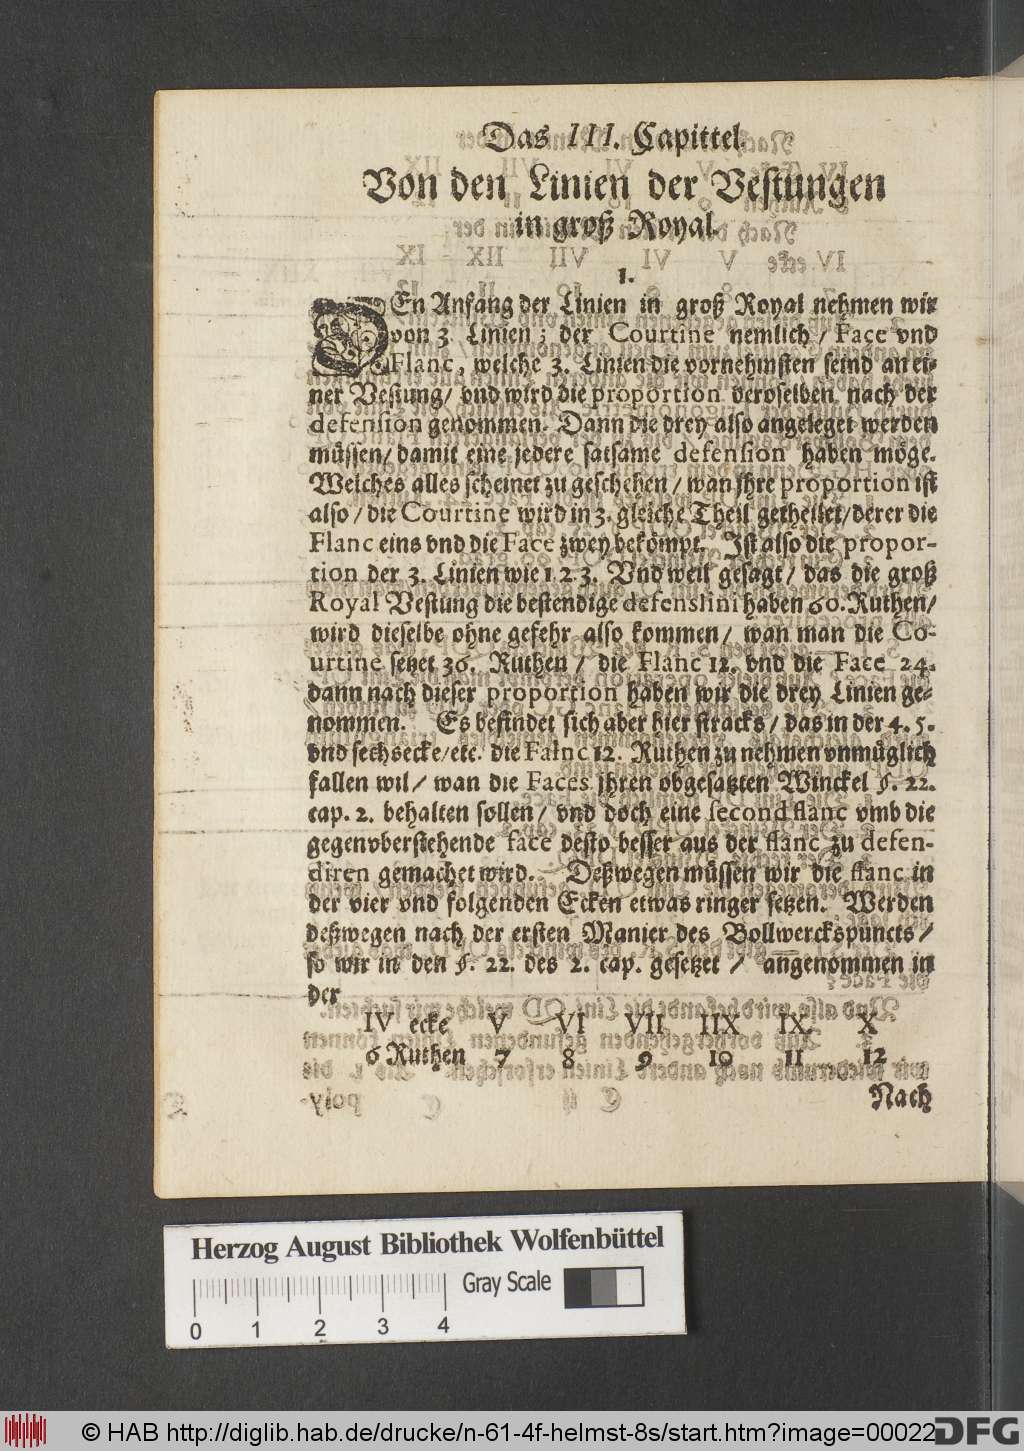 Das III. Capittel.
Von den Linien der Vestungen
in groß Royal.
1.
DEn Anfang der Linien in groß Royal nehmen wir
von 3. Linien; der Courtine nemlich / Face vnd
Flanc, welche 3. Linien die vornehmsten seind an ei-
ner Vestung / vnd wird die proportion deroselben nach der
defension genommen. Dann die drey also angeleget werden
müssen / damit eine jedere satsame defension haben möge.
Welches alles scheinet zu geschehen / wan jhre proportion ist
also / die Courtine wird in 3. gleiche Theil getheilet / derer die
Flanc eins vnd die Face zwey bekömpt. Ist also die propor-
tion der 3. Linien wie 1 2 3. Vnd weil gesagt / das die groß
Royal Vestung die bestendige defenslini haben 60. Ruthen /
wird dieselbe ohne gefehr also kommen / wan man die Co-
urtine setzet 36. Ruthen / die Flanc 12. vnd die Face 24.
dann nach dieser proportion haben wir die drey Linien ge-
nommen. Es befindet sich aber hier stracks / das in der 4. 5.
vnd sechsecke / etc. die Falnc 12. Ruthen zu nehmen vnmüglich
fallen wil / wan die Faces jhren obgesatzten Winckel §. 22.
cap. 2. behalten sollen / vnd doch eine second flanc vmb die
gegenvberstehende face desto besser aus der flanc zu defen-
diren gemachet wird. Deßwegen müssen wir die flanc in
der vier vnd folgenden Ecken etwas ringer setzen. Werden
deßwegen nach der ersten Manier des Bollwerckspuncts /
so wir in den §. 22. des 2. cap. gesetzet / angenommen in
der
IV ecke V VI VII IIX IX. X
6 Ruthen 7 8 9 10 11 12
Nach
Herzog August Bibliothek Wolfenbüttel
Gray Scale
0 1 2 3 4
© HAB http://diglib.hab.de/drucke/n-61-4f-helmst-8s/start.htm?image=00022
DFG